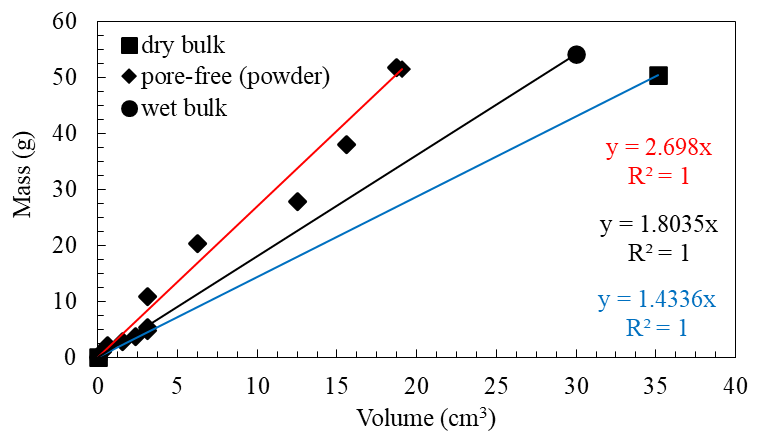 60
50
40
30
20
10
0
Mass (g)
dry bulk
pore-free (powder)
wet bulk
y = 2.698x
R² = 1
y = 1.8035x
R² = 1
y = 1.4336x
R² = 1
0 5 10 15 20 25 30 35 40
Volume (cm³)